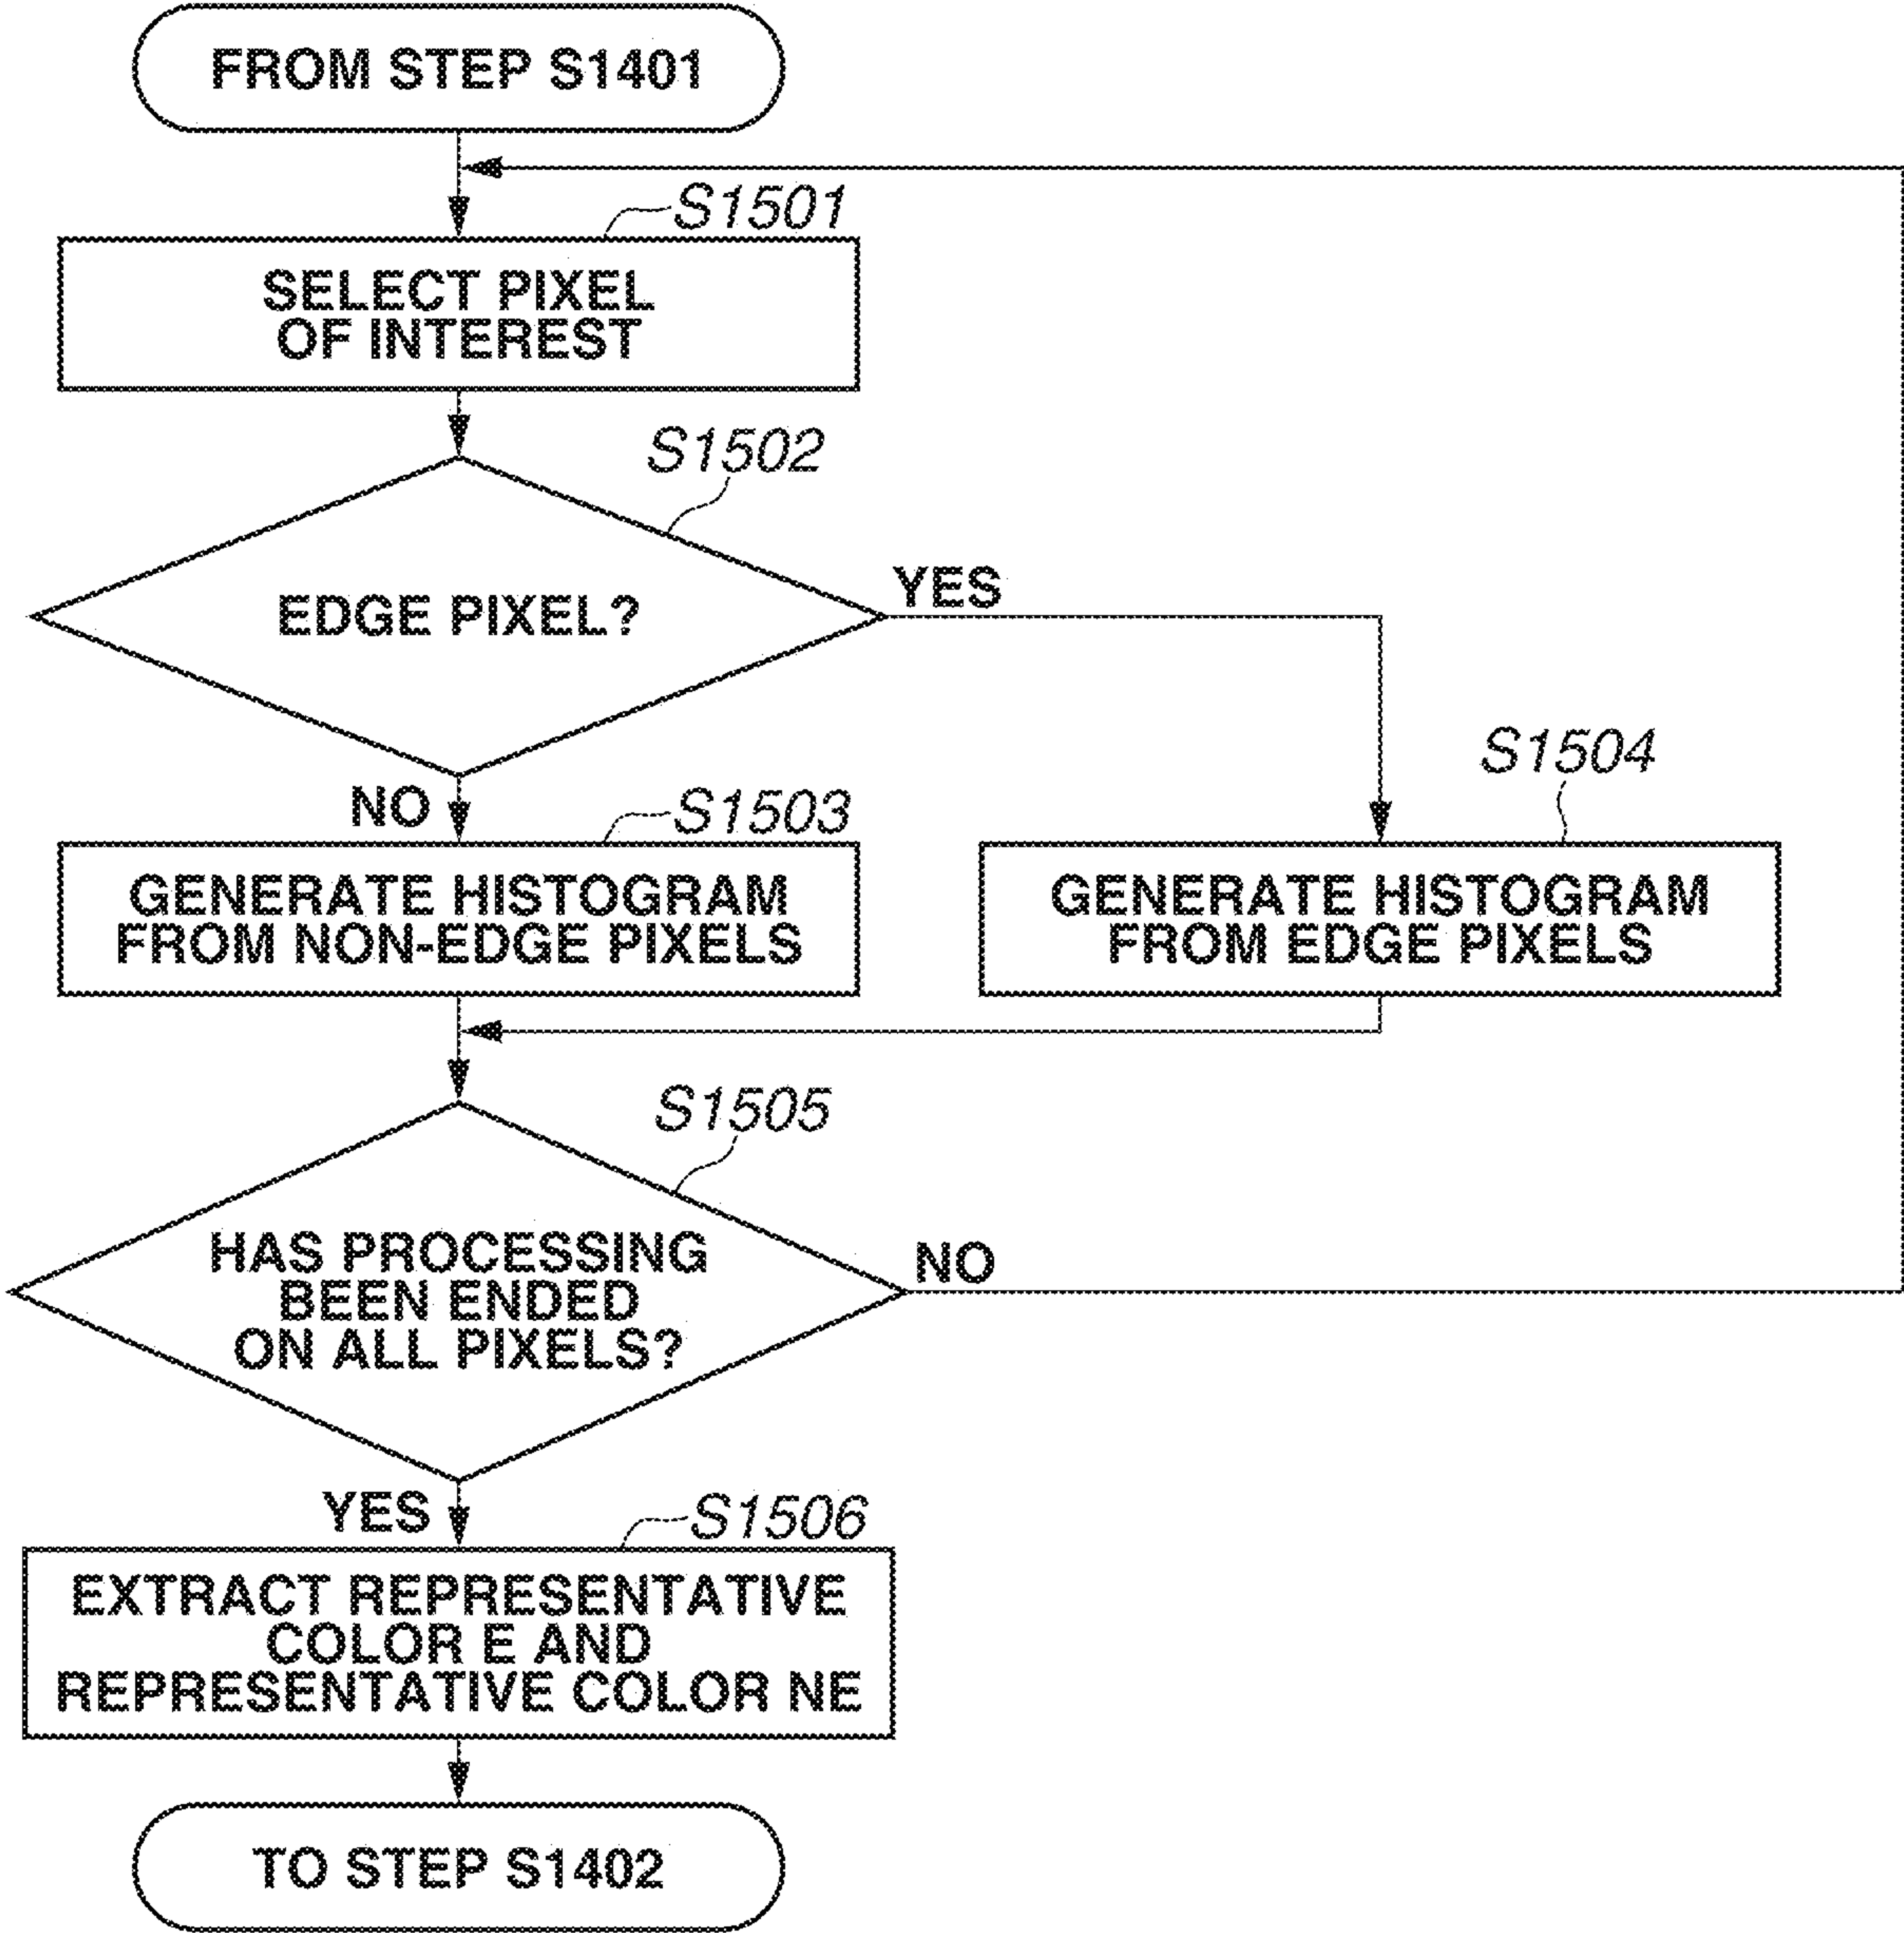 FROM STEP S1401
S1501
SELECT PIXEL
OF INTEREST
S1502
EDGE PIXEL?
YES
NO
S1503
GENERATE HISTOGRAM
FROM NON-EDGE PIXELS
S1504
GENERATE HISTOGRAM
FROM EDGE PIXELS
S1505
HAS PROCESSING
BEEN ENDED
ON ALL PIXELS?
NO
YES
S1506
EXTRACT REPRESENTATIVE
COLOR E AND
REPRESENTATIVE COLOR NE
TO STEP S1402